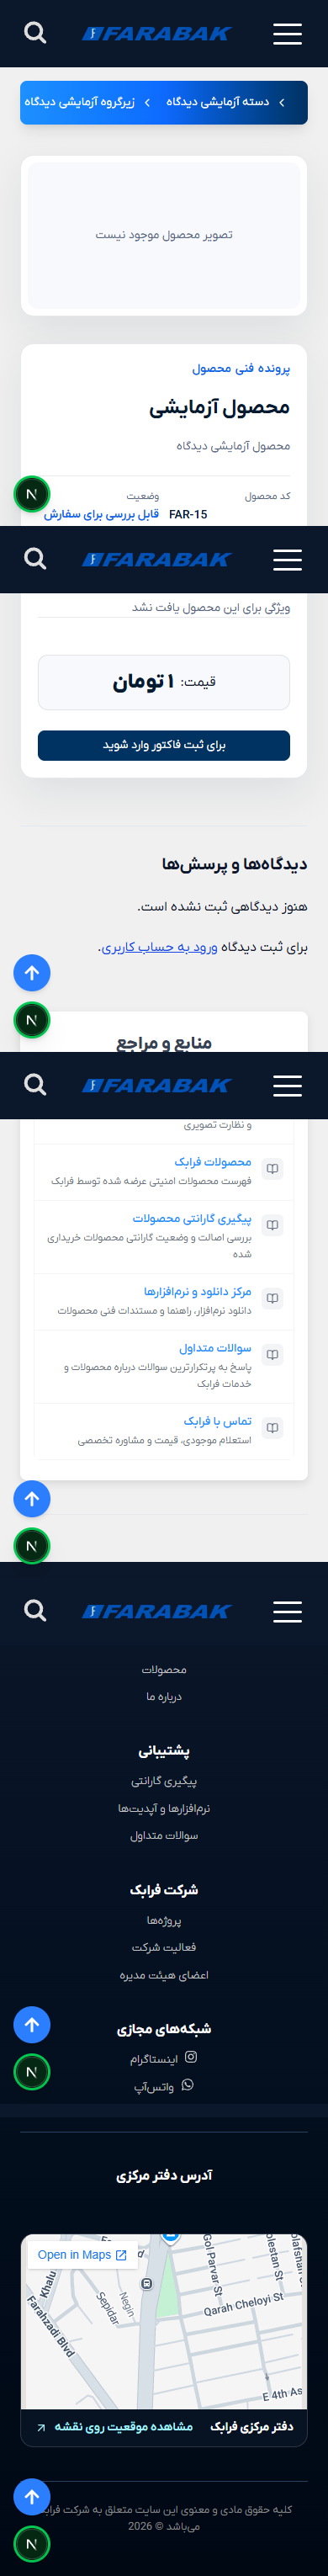 FARABAK
دسته آزمایشی دیدگاه
زیرگروه آزمایشی دیدگاه
تصویر محصول موجود نیست
پرونده فنی محصول
محصول آزمایشی
محصول آزمایشی دیدگاه
کد محصول
وضعیت
FAR-15
قابل بررسی برای سفارش
FARABAK
ویژگی برای این محصول یافت نشد
قیمت: ۱ تومان
برای ثبت فاکتور وارد شوید
دیدگاه‌ها و پرسش‌ها
هنوز دیدگاهی ثبت نشده است.
برای ثبت دیدگاه ورود به حساب کاربری.
منابع و مراجع
FARABAK
و نظارت تصویری
محصولات فرابک
فهرست محصولات امنیتی عرضه شده توسط فرابک
پیگیری گارانتی محصولات
بررسی اصالت و وضعیت گارانتی محصولات خریداری
شده
مرکز دانلود و نرم‌افزارها
دانلود نرم‌افزار، راهنما و مستندات فنی محصولات
سوالات متداول
پاسخ به پرتکرارترین سوالات درباره محصولات و
خدمات فرابک
تماس با فرابک
استعلام موجودی، قیمت و مشاوره تخصصی
FARABAK
محصولات
درباره ما
پشتیبانی
پیگیری گارانتی
نرم‌افزارها و آپدیت‌ها
سوالات متداول
شرکت فرابک
پروژه‌ها
فعالیت شرکت
اعضای هیئت مدیره
شبکه‌های مجازی
اینستاگرام
واتس‌آپ
آدرس دفتر مرکزی
Open in Maps
Khalu
Farahzadi Blvd
Sepidar
Negin
Gol Parvar St
Qarah Cheloyi St
E 4th As
دفتر مرکزی فرابک
مشاهده موقعیت روی نقشه
کلیه حقوق مادی و معنوی این سایت متعلق به شرکت فرابک
می‌باشد © 2026